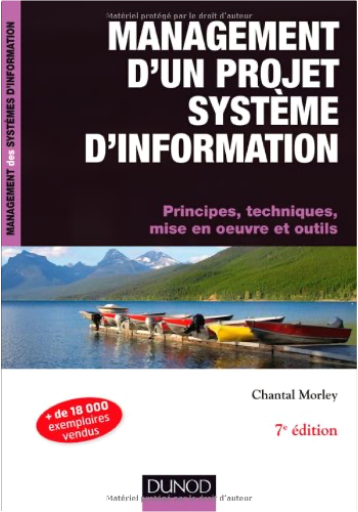 Matériel protégé par le droit d'auteur
MANAGEMENT des SYSTÈMES D'INFORMATION
MANAGEMENT
D'UN PROJET
SYSTÈME
D'INFORMATION
Principes, techniques,
mise en oeuvre et outils
Chantal Morley
+ de 18 000
exemplaires
vendus
7e édition
DUNOD
Matériel protégé par le droit d'auteur